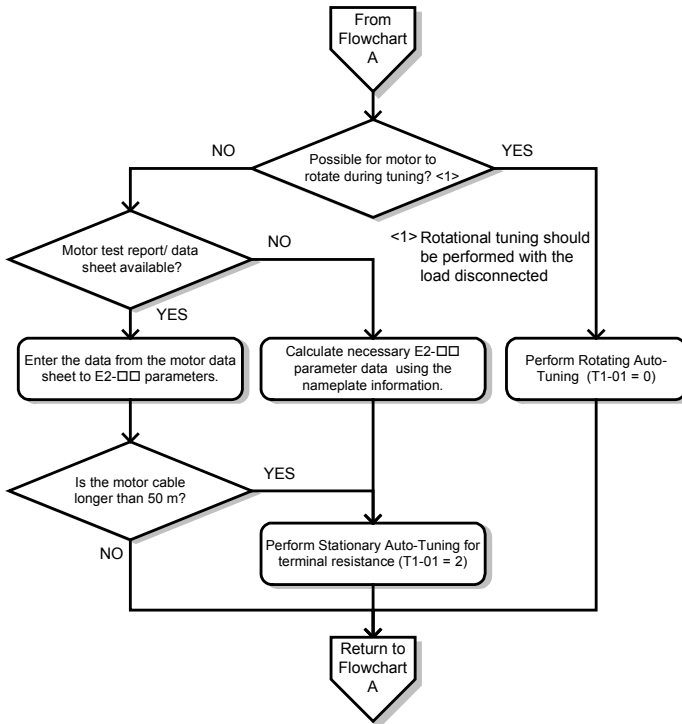 From
Flowchart
A
NO
YES
Possible for motor to
rotate during tuning? <1>
Motor test report/ data
sheet available?
NO
<1> Rotational tuning should
be performed with the
load disconnected
YES
Enter the data from the motor data
sheet to E2-□□ parameters.
Calculate necessary E2-□□
parameter data using the
nameplate information.
Perform Rotating Auto-
Tuning (T1-01 = 0)
Is the motor cable
longer than 50 m?
YES
NO
Perform Stationary Auto-Tuning for
terminal resistance (T1-01 = 2)
Return to
Flowchart
A